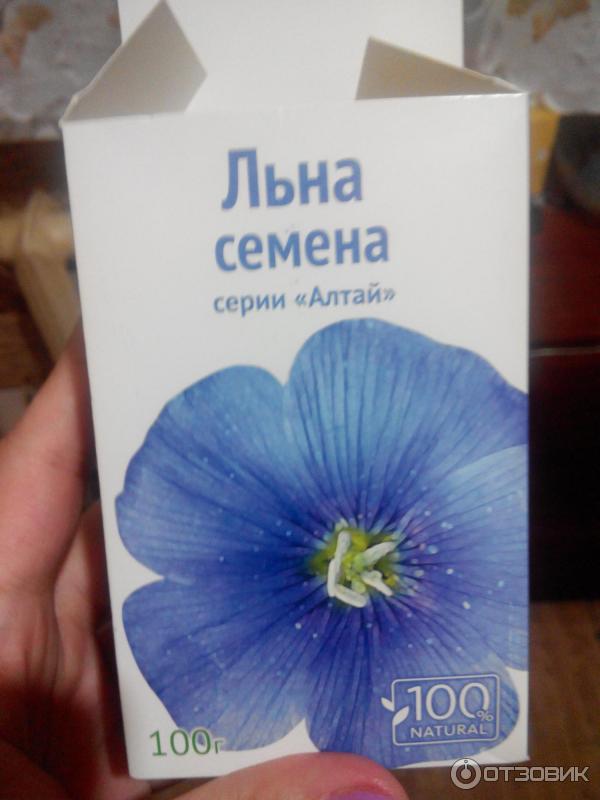 Льна
семена
серии «Алтай»
100%
NATURAL
100г
ОТЗОВИК